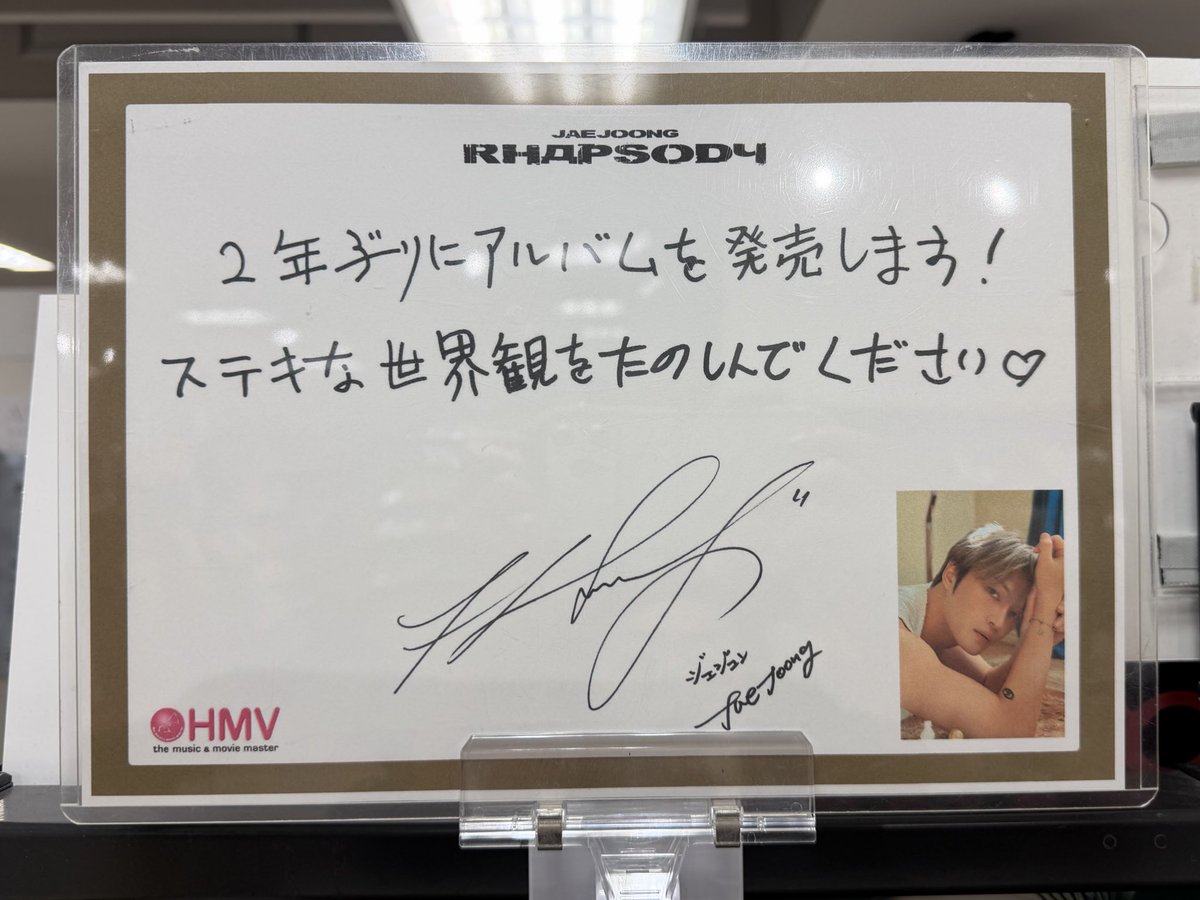 JAEJOONG
RHAPSODY
2年ぶりにアルバムを発売します！
ステキな世界観をたのしんでください♡
ジェジュン
Jaejoong
HMV
the music & movie master